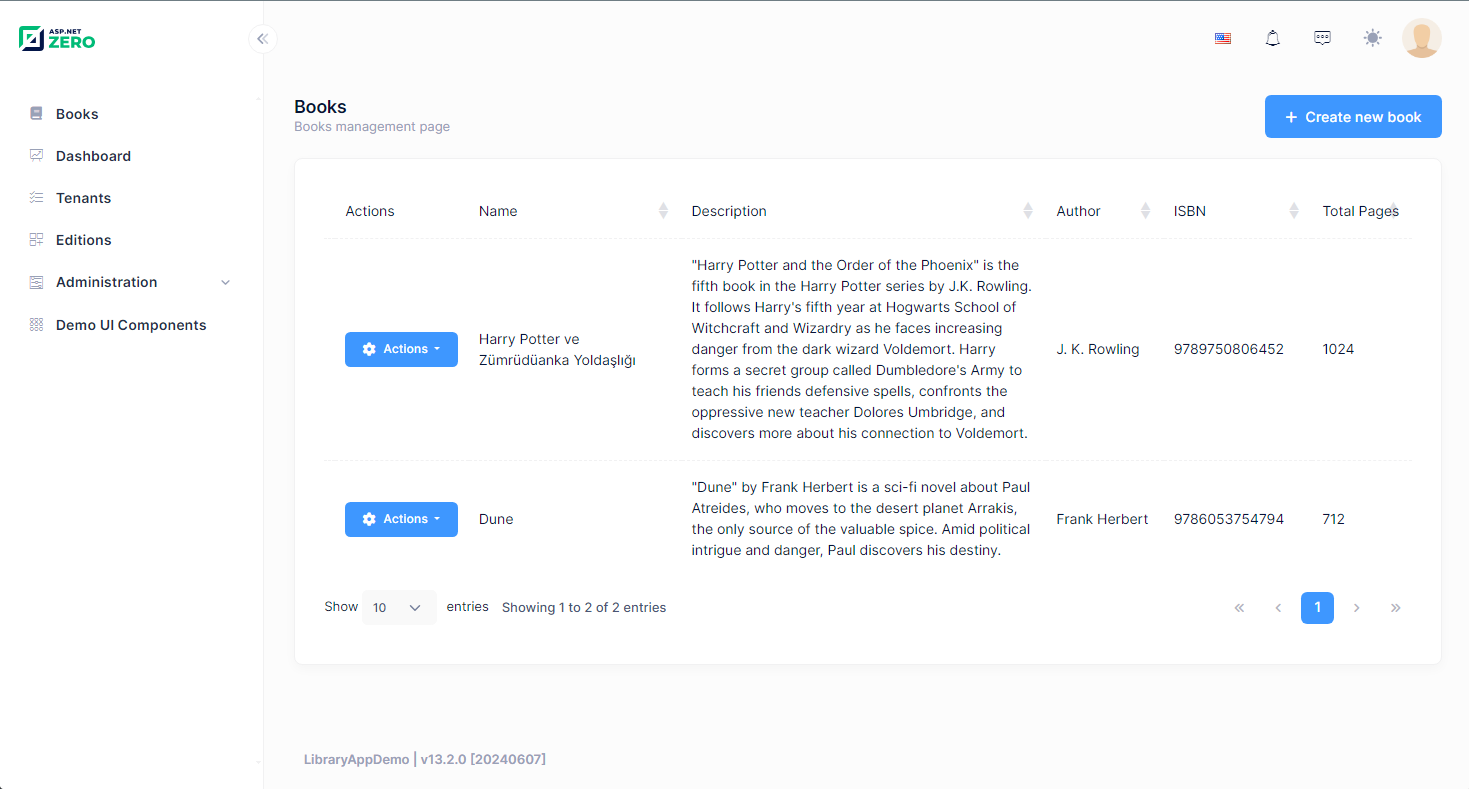 ASP.NET
ZERO
Books
Dashboard
Tenants
Editions
Administration
Demo UI Components
Books
Books management page
+ Create new book
Actions Name Description Author ISBN Total Pages
Actions
Harry Potter ve
Zümrüdüanka Yoldaşlığı
"Harry Potter and the Order of the Phoenix" is the
fifth book in the Harry Potter series by J.K. Rowling.
It follows Harry's fifth year at Hogwarts School of
Witchcraft and Wizardry as he faces increasing
danger from the dark wizard Voldemort. Harry
forms a secret group called Dumbledore's Army to
teach his friends defensive spells, confronts the
oppressive new teacher Dolores Umbridge, and
discovers more about his connection to Voldemort.
J. K. Rowling
9789750806452
1024
Actions
Dune
"Dune" by Frank Herbert is a sci-fi novel about Paul
Atreides, who moves to the desert planet Arrakis,
the only source of the valuable spice. Amid political
intrigue and danger, Paul discovers his destiny.
Frank Herbert
9786053754794
712
Show 10 entries Showing 1 to 2 of 2 entries
« ‹ 1 › »
LibraryAppDemo | v13.2.0 [20240607]